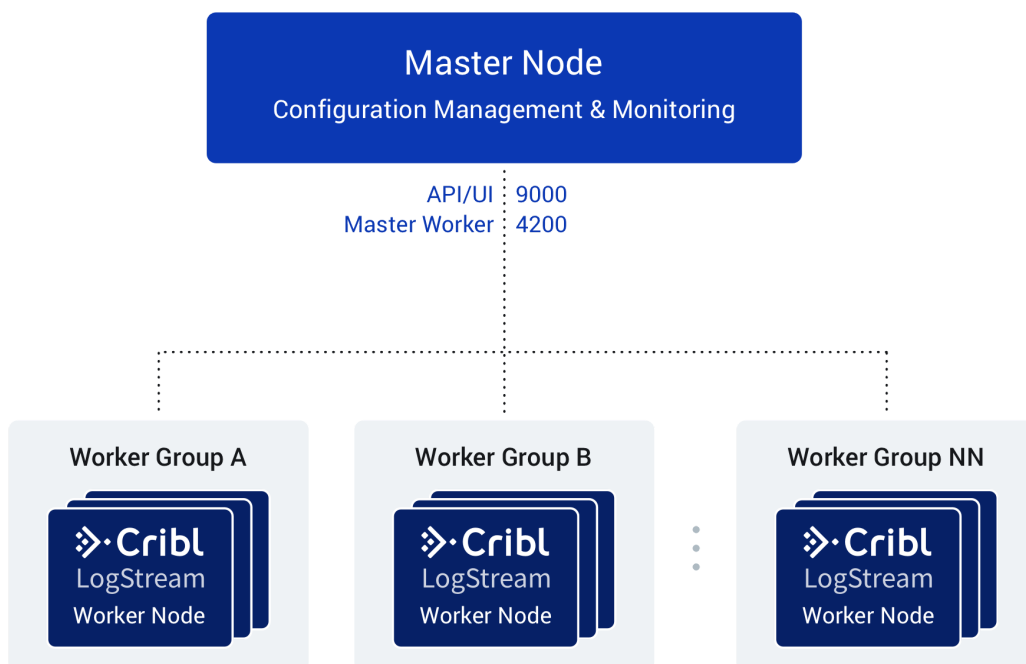 Master Node
Configuration Management & Monitoring
API/UI 9000
Master Worker 4200
Worker Group A
Worker Group B
Worker Group NN
Cribl
LogStream
Worker Node
Cribl
LogStream
Worker Node
Cribl
LogStream
Worker Node